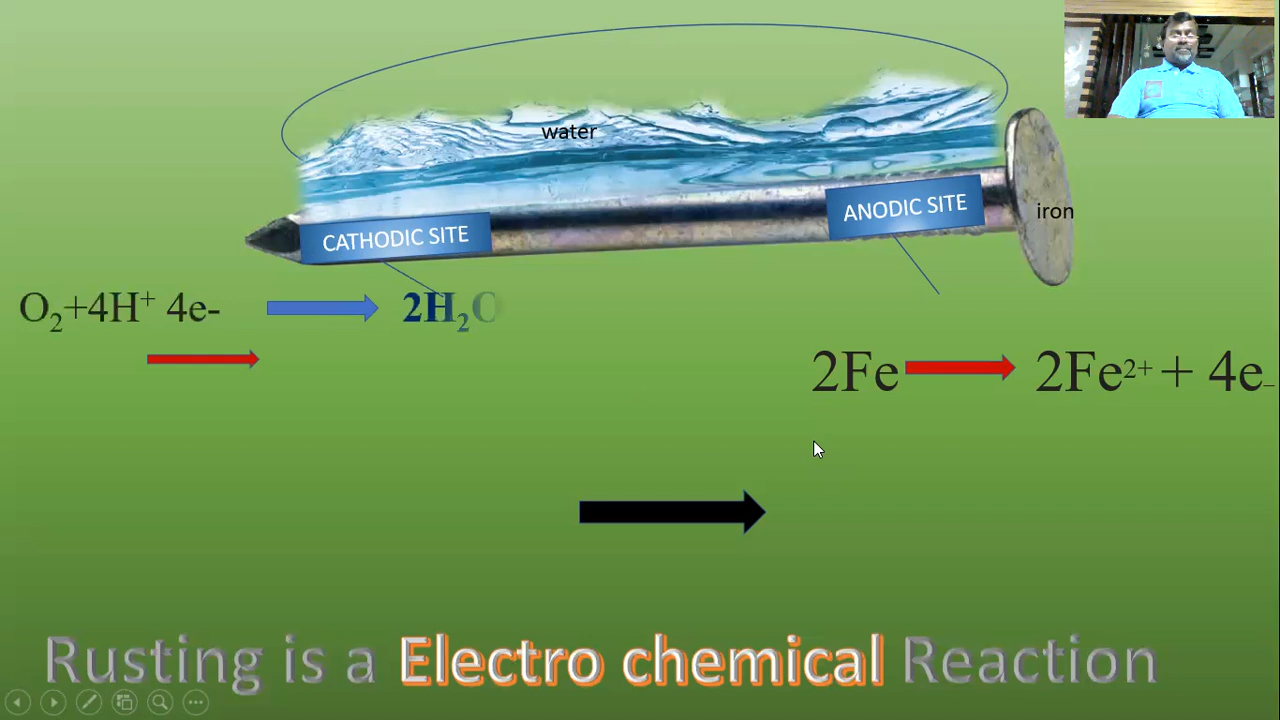 water
ANODIC SITE
iron
CATHODIC SITE
O₂+4H⁺ 4e-
2H₂O
2Fe 2Fe²⁺ + 4e₋
Rusting is a Electro chemical Reaction